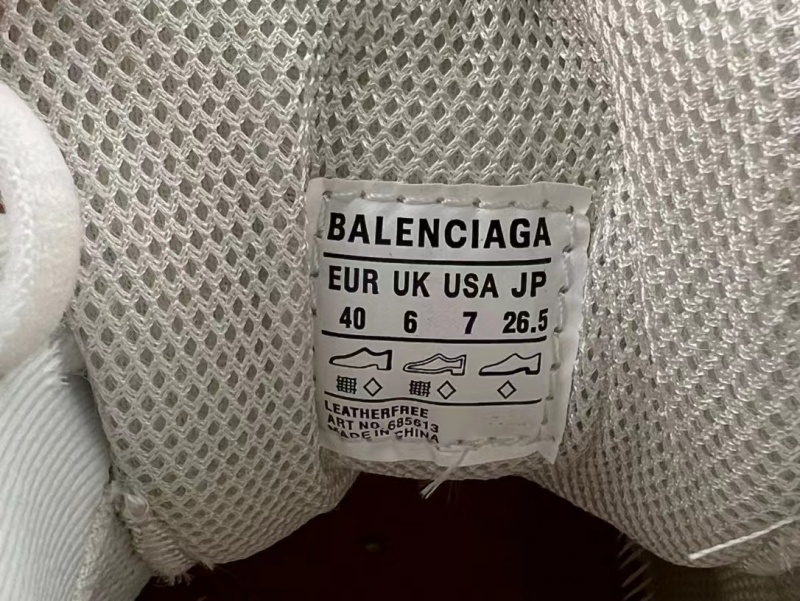 BALENCIAGA
EUR UK USA JP
40 6 7 26.5
LEATHERFREE
ART NO. 685613
MADE IN CHINA